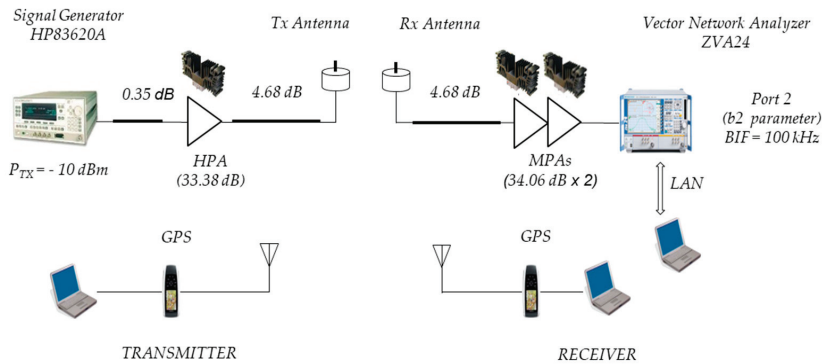 Signal Generator
HP83620A
Tx Antenna
Rx Antenna
Vector Network Analyzer
ZVA24
0.35 dB
4.68 dB
4.68 dB
Port 2
(b2 parameter)
BIF = 100 kHz
HPA
(33.38 dB)
MPAs
(34.06 dB x 2)
P_TX = - 10 dBm
LAN
GPS
GPS
TRANSMITTER
RECEIVER